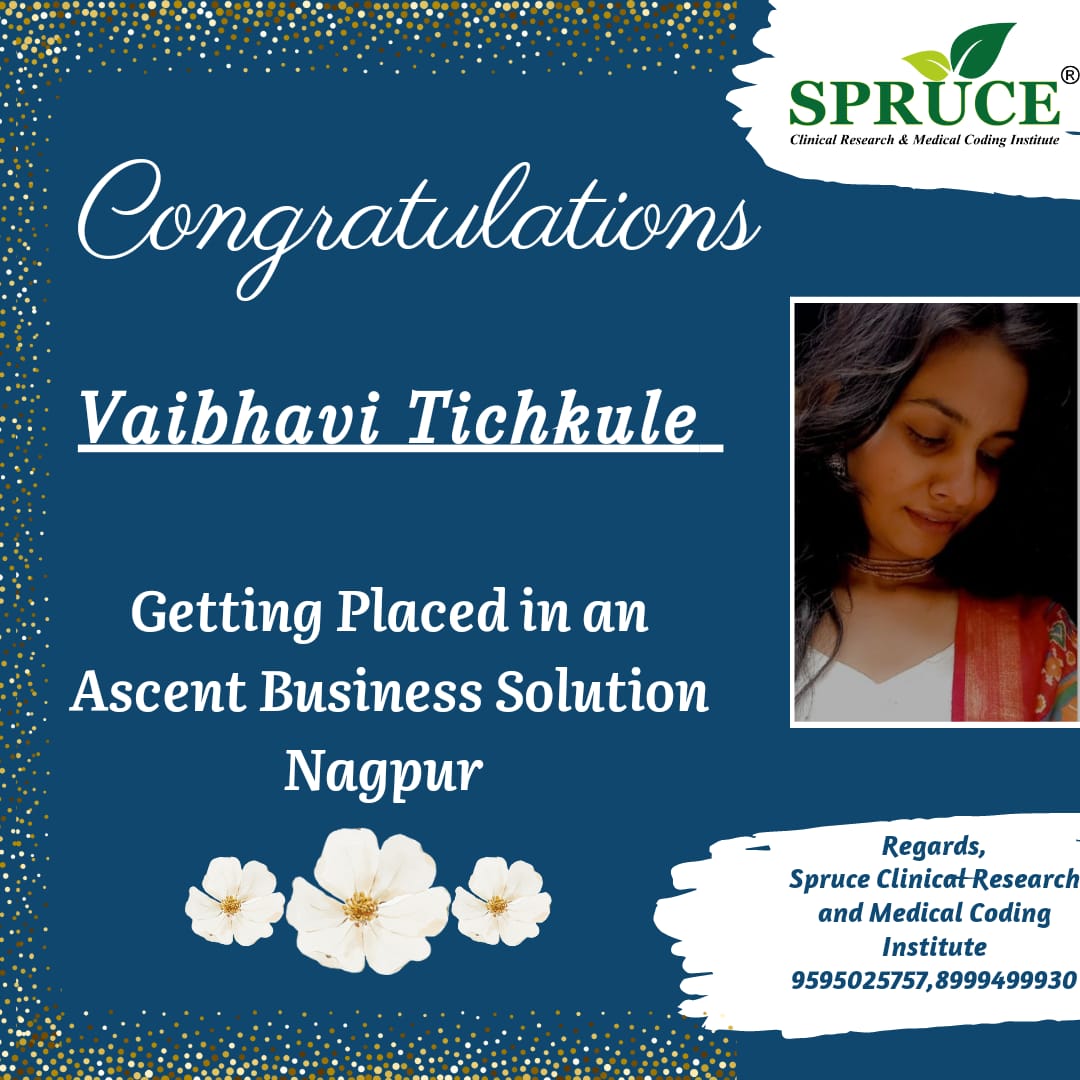 SPRUCE®
Clinical Research & Medical Coding Institute
Congratulations
Vaibhavi Tichkule
Getting Placed in an
Ascent Business Solution
Nagpur
Regards,
Spruce Clinical Research
and Medical Coding
Institute
9595025757,8999499930